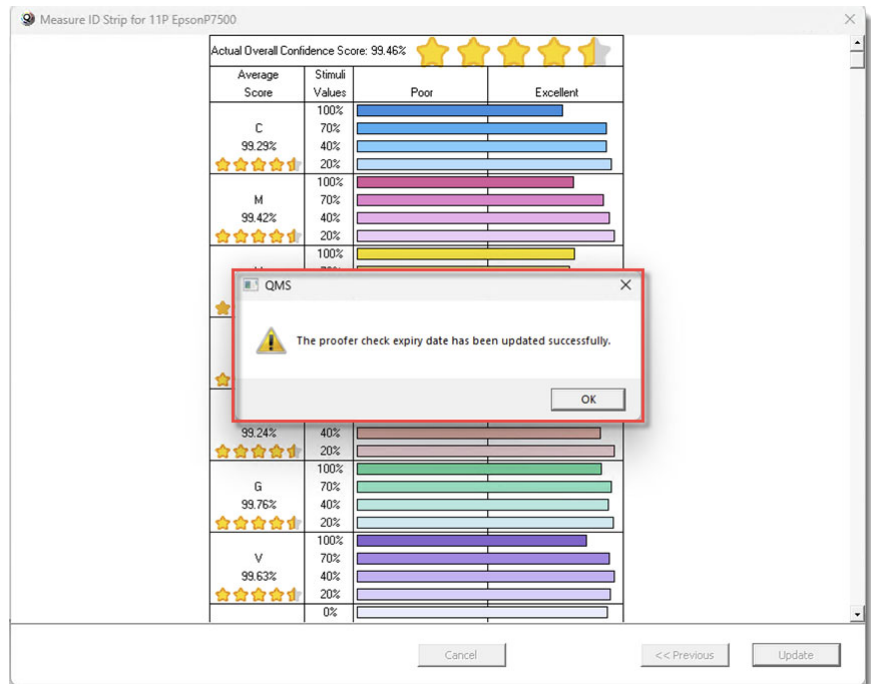 Measure ID Strip for 11P EpsonP7500
Actual Overall Confidence Score: 99.46%
Average Score
Stimuli Values
Poor
Excellent
100%
C
70%
99.29%
40%
20%
100%
M
70%
99.42%
40%
20%
100%
QMS
The proofer check expiry date has been updated successfully.
OK
99.24%
40%
20%
100%
G
70%
99.76%
40%
20%
100%
V
70%
99.63%
40%
20%
0%
Cancel
<< Previous
Update